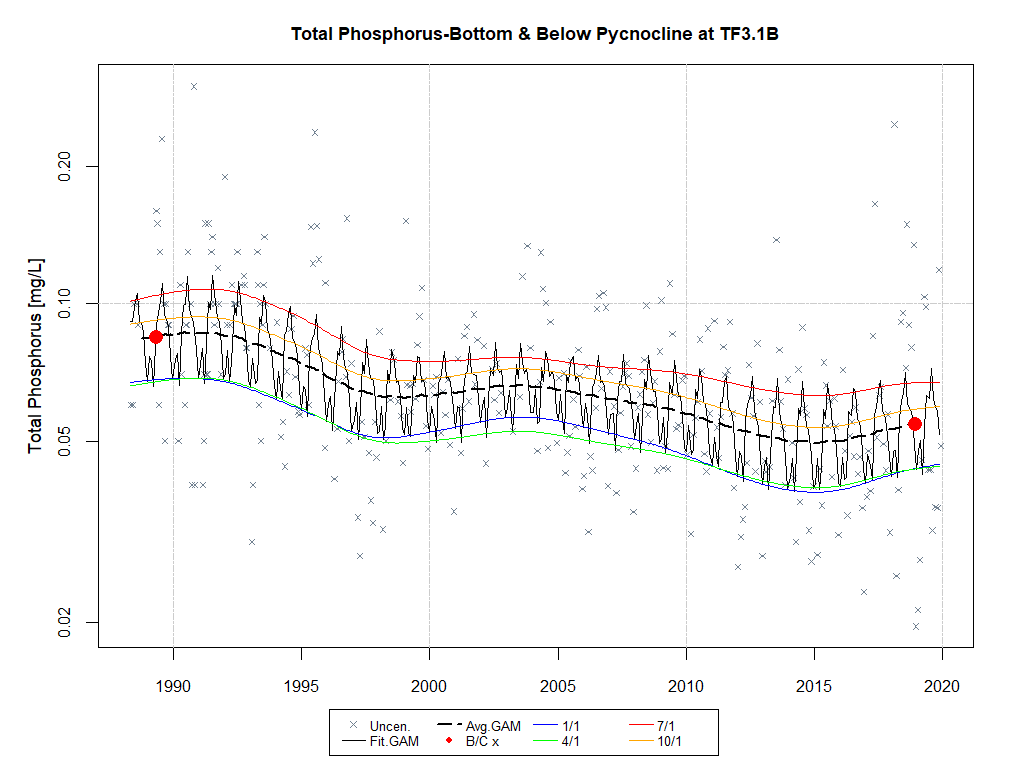 Total Phosphorus-Bottom & Below Pycnocline at TF3.1B
Total Phosphorus [mg/L]
0.20
0.10
0.05
0.02
1990 1995 2000 2005 2010 2015 2020
Uncen. Avg.GAM 1/1 7/1
Fit.GAM B/C x 4/1 10/1